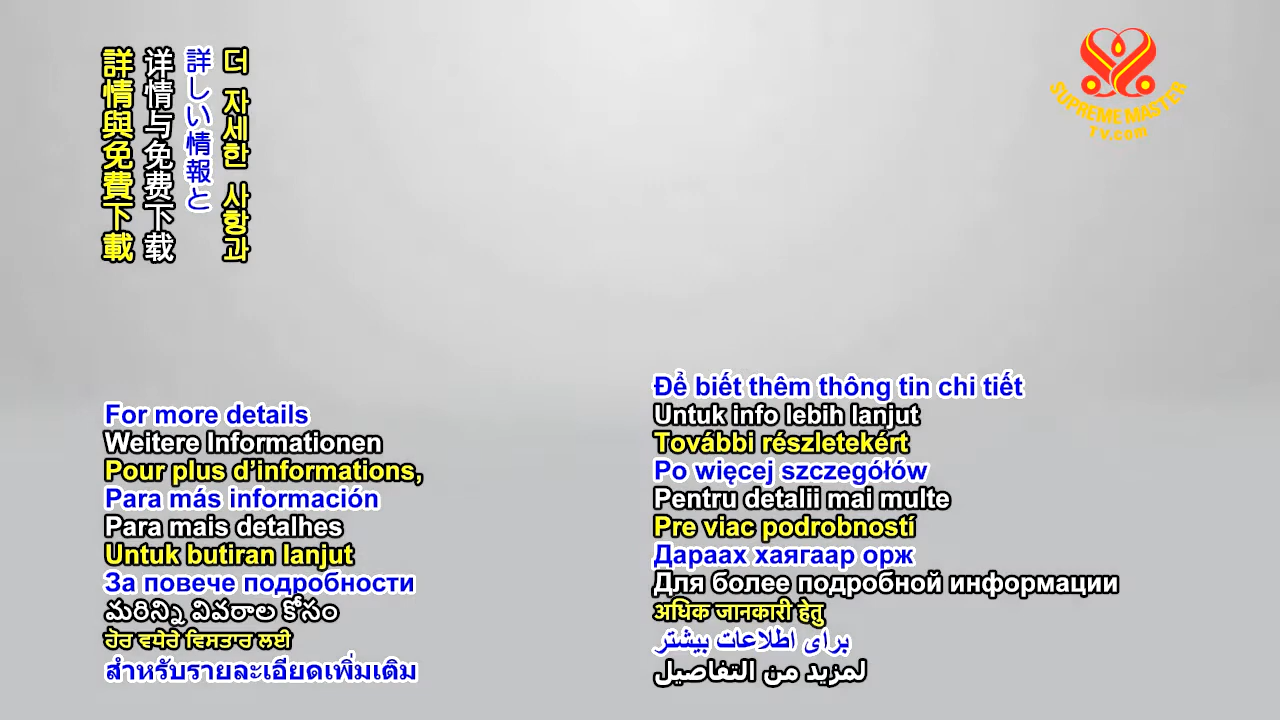 詳情與免費下載
详情与免费下载
詳しい情報と
더 자세한 사항과
SUPREME MASTER
TV.com
For more details
Weitere Informationen
Pour plus d’informations,
Para más información
Para mais detalhes
Untuk butiran lanjut
За повече подробности
మరిన్ని వివరాల కోసం
ਹੋਰ ਵਧੇਰੇ ਵਿਸਤਾਰ ਲਈ
สำหรับรายละเอียดเพิ่มเติม
Để biết thêm thông tin chi tiết
Untuk info lebih lanjut
További részletekért
Po więcej szczegółów
Pentru detalii mai multe
Pre viac podrobností
Дараах хаягаар орж
Для более подробной информации
अधिक जानकारी हेतु
برای اطلاعات بیشتر
لمزيد من التفاصيل